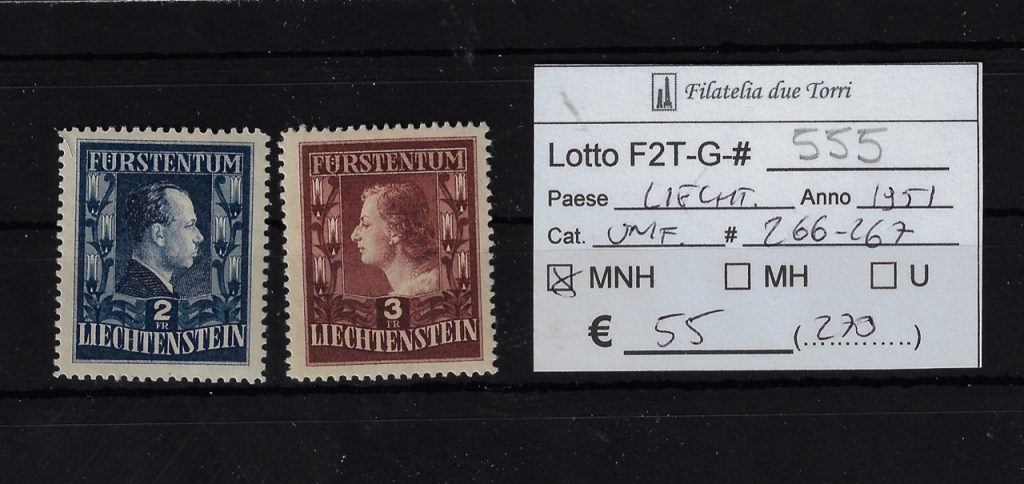 FÜRSTENTUM
2
FR
LIECHTENSTEIN
FÜRSTENTUM
3
FR
LIECHTENSTEIN
Filatelia due Torri
Lotto F2T-G-# 555
Paese LIECHT. Anno 1951
Cat. UNIF. # 266-267
MNH MH U
€ 55 (270)